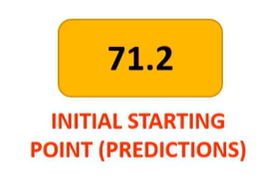 71.2
INITIAL STARTING
POINT (PREDICTIONS)